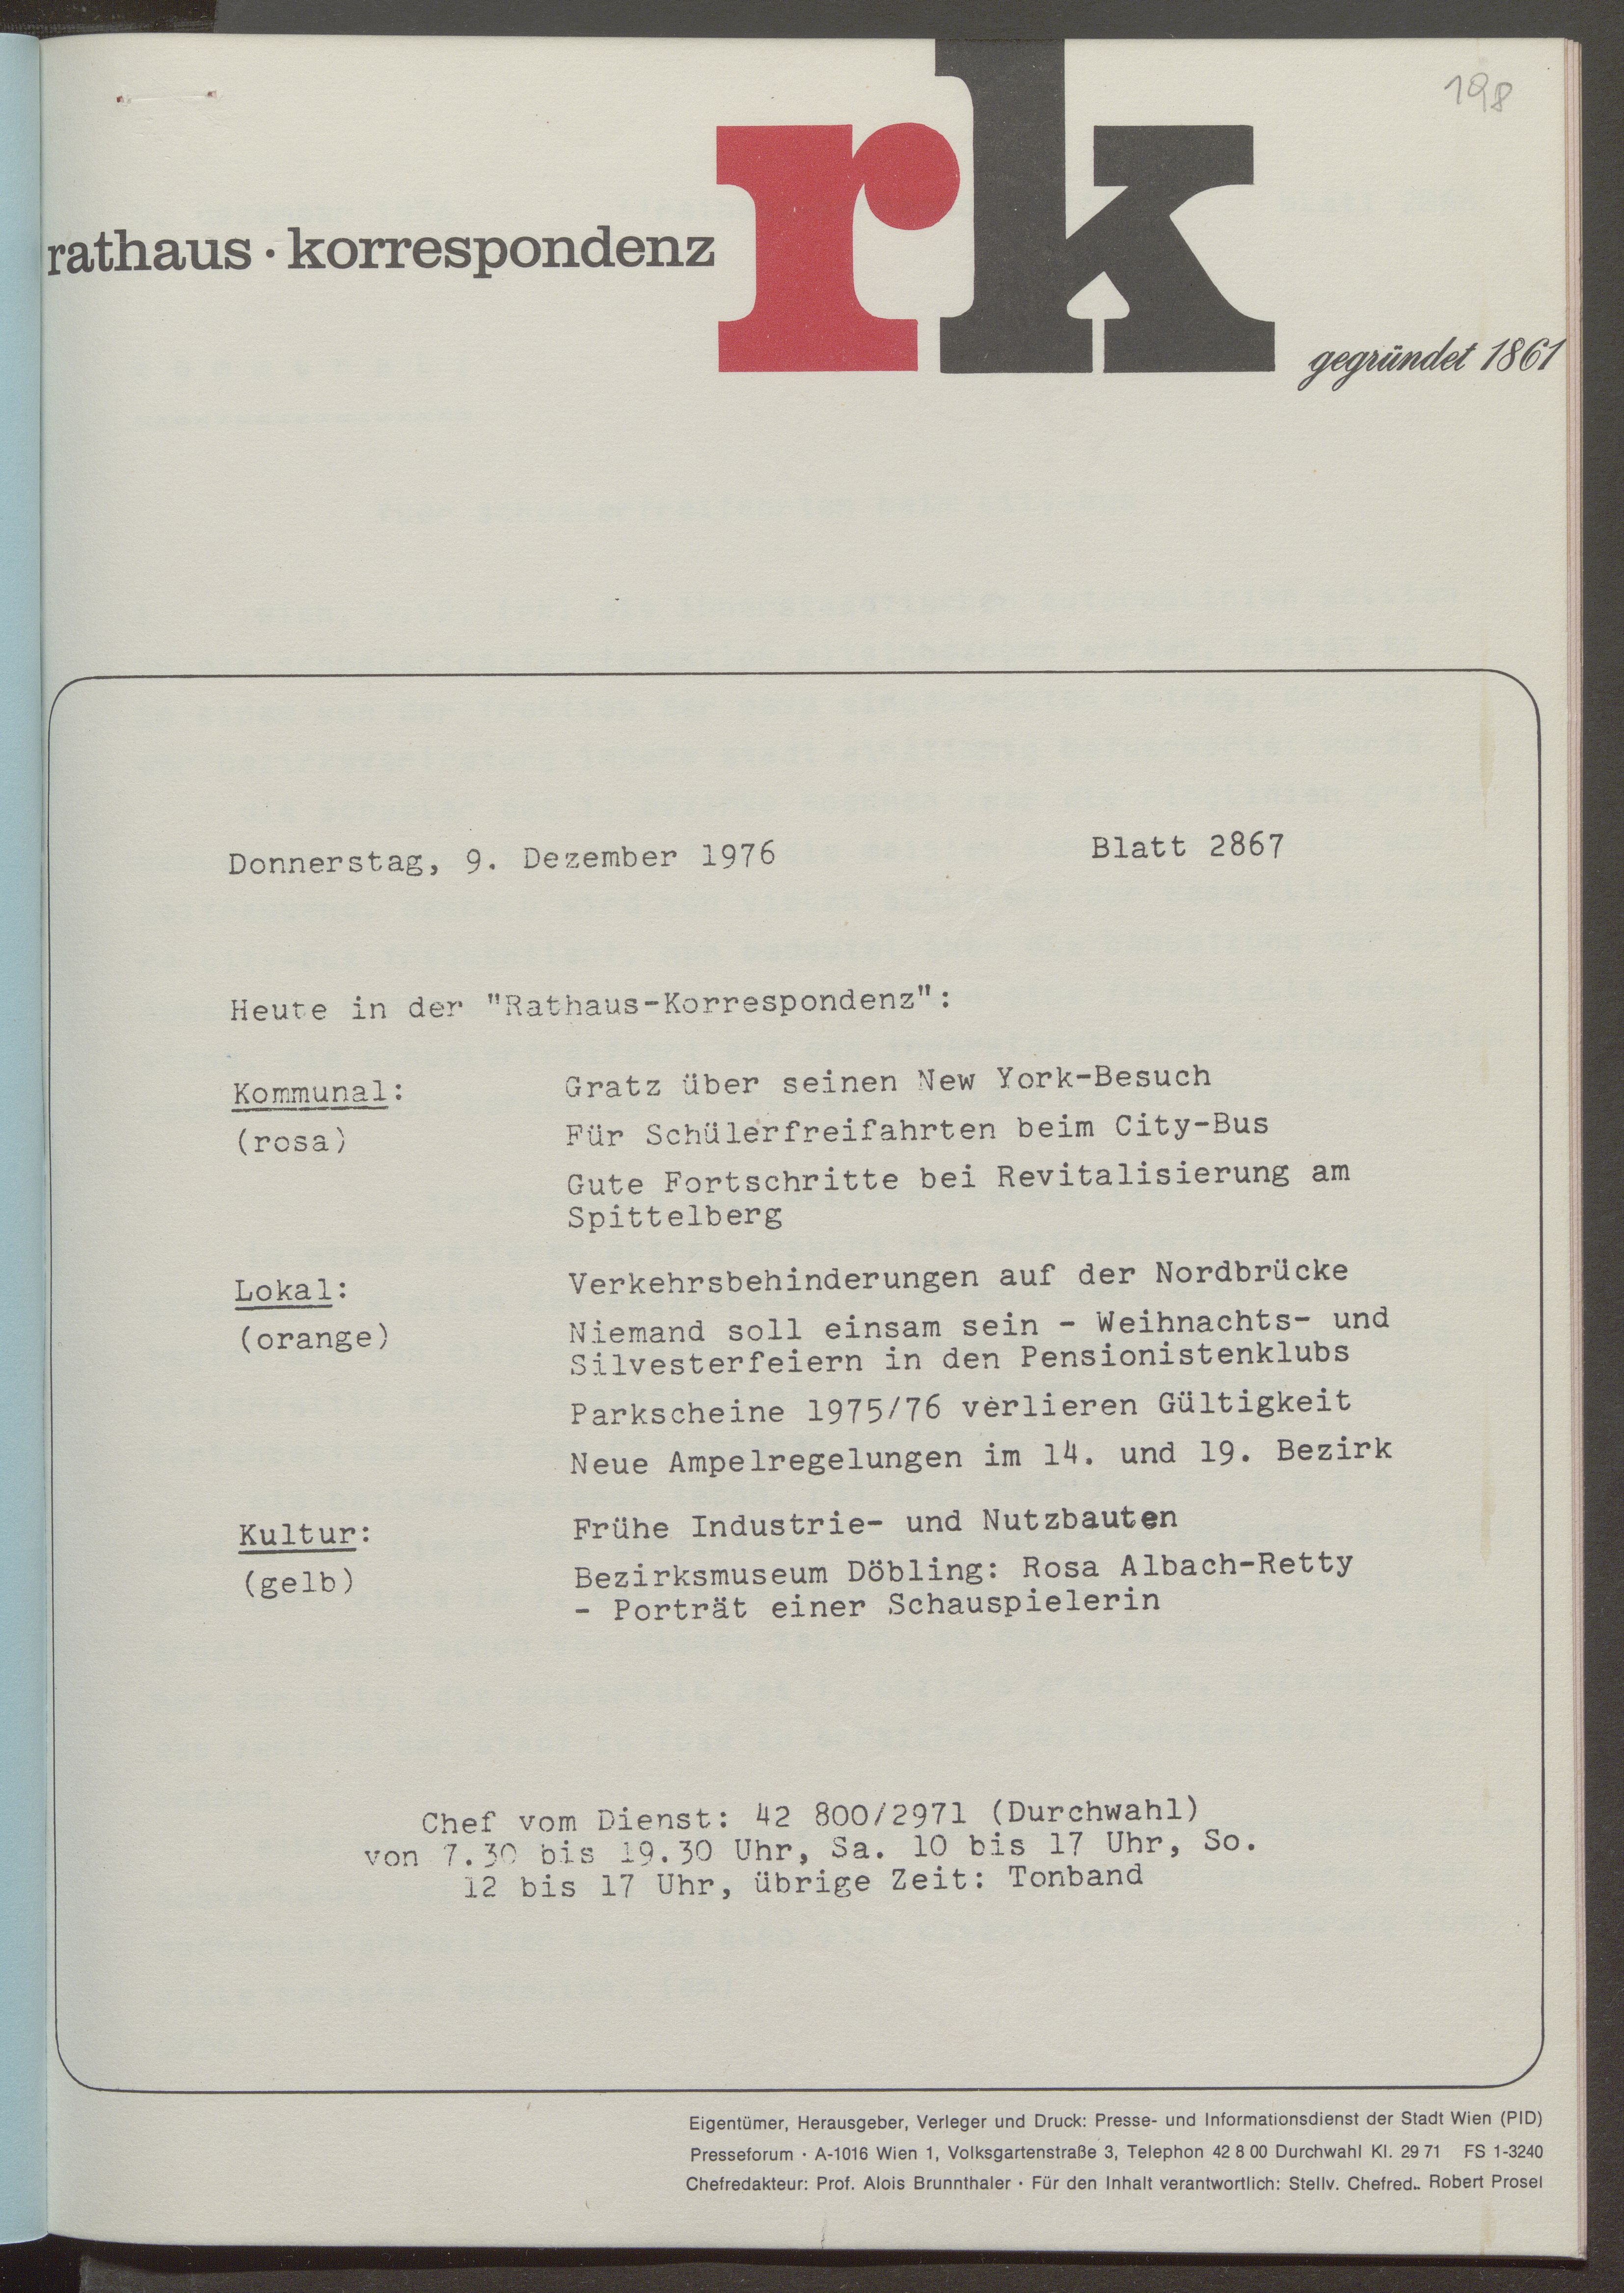 198
rk
rathaus · korrespondenz
gegründet 1861
Donnerstag, 9. Dezember 1976 Blatt 2867
Heute in der "Rathaus-Korrespondenz":
Kommunal: Gratz über seinen New York-Besuch
(rosa) Für Schülerfreifahrten beim City-Bus
Gute Fortschritte bei Revitalisierung am
Spittelberg
Lokal: Verkehrsbehinderungen auf der Nordbrücke
(orange) Niemand soll einsam sein - Weihnachts- und
Silvesterfeiern in den Pensionistenklubs
Parkscheine 1975/76 verlieren Gültigkeit
Neue Ampelregelungen im 14. und 19. Bezirk
Kultur: Frühe Industrie- und Nutzbauten
(gelb) Bezirksmuseum Döbling: Rosa Albach-Retty
- Porträt einer Schauspielerin
Chef vom Dienst: 42 800/2971 (Durchwahl)
von 7.30 bis 19.30 Uhr, Sa. 10 bis 17 Uhr, So.
12 bis 17 Uhr, übrige Zeit: Tonband
Eigentümer, Herausgeber, Verleger und Druck: Presse- und Informationsdienst der Stadt Wien (PID)
Presseforum · A-1016 Wien 1, Volksgartenstraße 3, Telephon 42 8 00 Durchwahl Kl. 29 71 FS 1-3240
Chefredakteur: Prof. Alois Brunnthaler · Für den Inhalt verantwortlich: Stellv. Chefred.. Robert Prosel